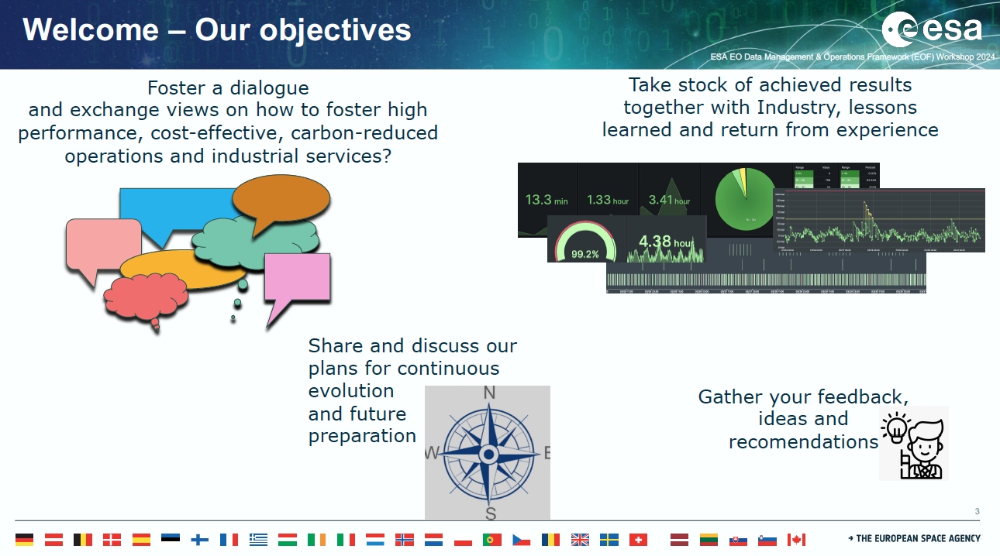 Welcome – Our objectives
esa
ESA EO Data Management & Operations Framework (EOF) Workshop 2024
Foster a dialogue
and exchange views on how to foster high
performance, cost-effective, carbon-reduced
operations and industrial services?
Take stock of achieved results
together with Industry, lessons
learned and return from experience
13.3 min
1.33 hour
3.41 hour
Range Value
Range Percent
99.2%
4.38 hour
Share and discuss our
plans for continuous
evolution
and future
preparation
N
W
E
S
Gather your feedback,
ideas and
recomendations
3
→ THE EUROPEAN SPACE AGENCY